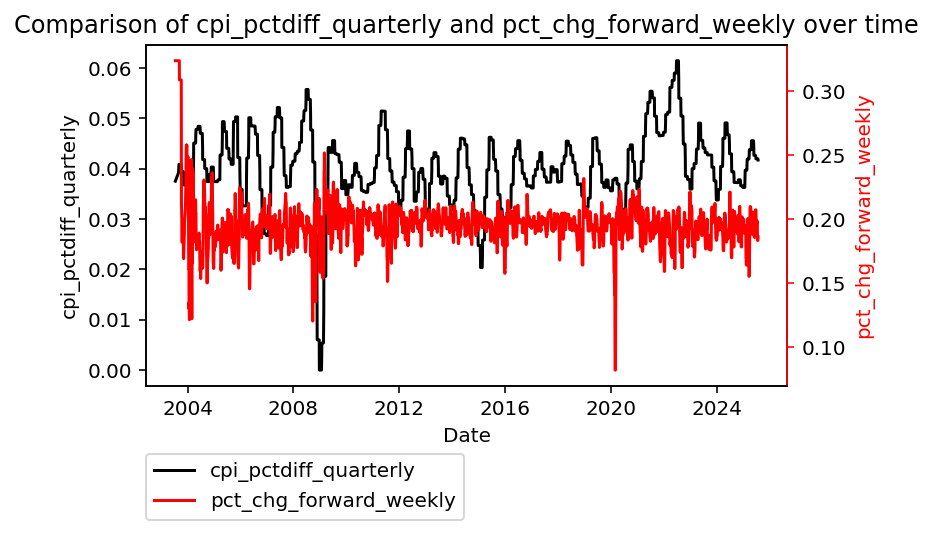 Comparison of cpi_pctdiff_quarterly and pct_chg_forward_weekly over time
cpi_pctdiff_quarterly
0.06
0.05
0.04
0.03
0.02
0.01
0.00
0.30
0.25
0.20
0.15
0.10
pct_chg_forward_weekly
2004 2008 2012 2016 2020 2024
Date
cpi_pctdiff_quarterly
pct_chg_forward_weekly